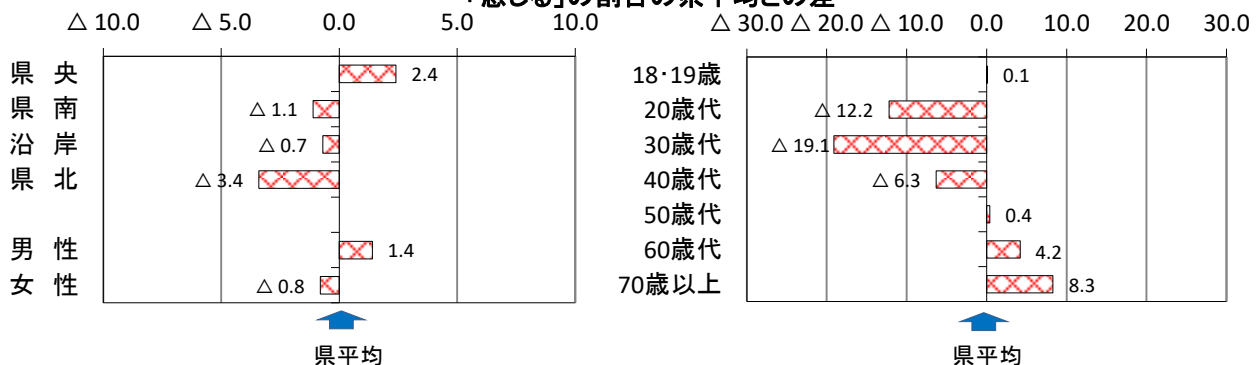 「感じる」の割合の県平均との差
△ 10.0 △ 5.0 0.0 5.0 10.0
県 央 2.4
県 南 △ 1.1
沿 岸 △ 0.7
県 北 △ 3.4
男 性 1.4
女 性 △ 0.8
県平均
△ 30.0 △ 20.0 △ 10.0 0.0 10.0 20.0 30.0
18･19歳 0.1
20歳代 △ 12.2
30歳代 △ 19.1
40歳代 △ 6.3
50歳代 0.4
60歳代 4.2
70歳以上 8.3
県平均